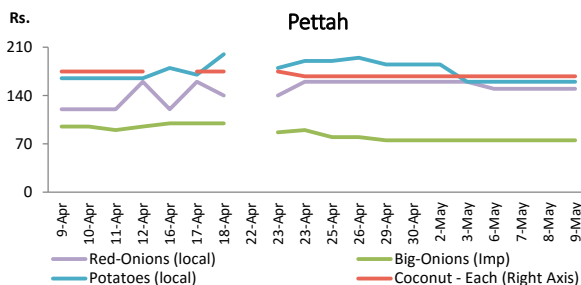 Rs.
Pettah
210
140
70
0
9-Apr
10-Apr
11-Apr
12-Apr
16-Apr
17-Apr
18-Apr
22-Apr
23-Apr
23-Apr
25-Apr
26-Apr
29-Apr
30-Apr
2-May
3-May
6-May
7-May
8-May
9-May
Red-Onions (local)
Big-Onions (Imp)
Potatoes (local)
Coconut - Each (Right Axis)